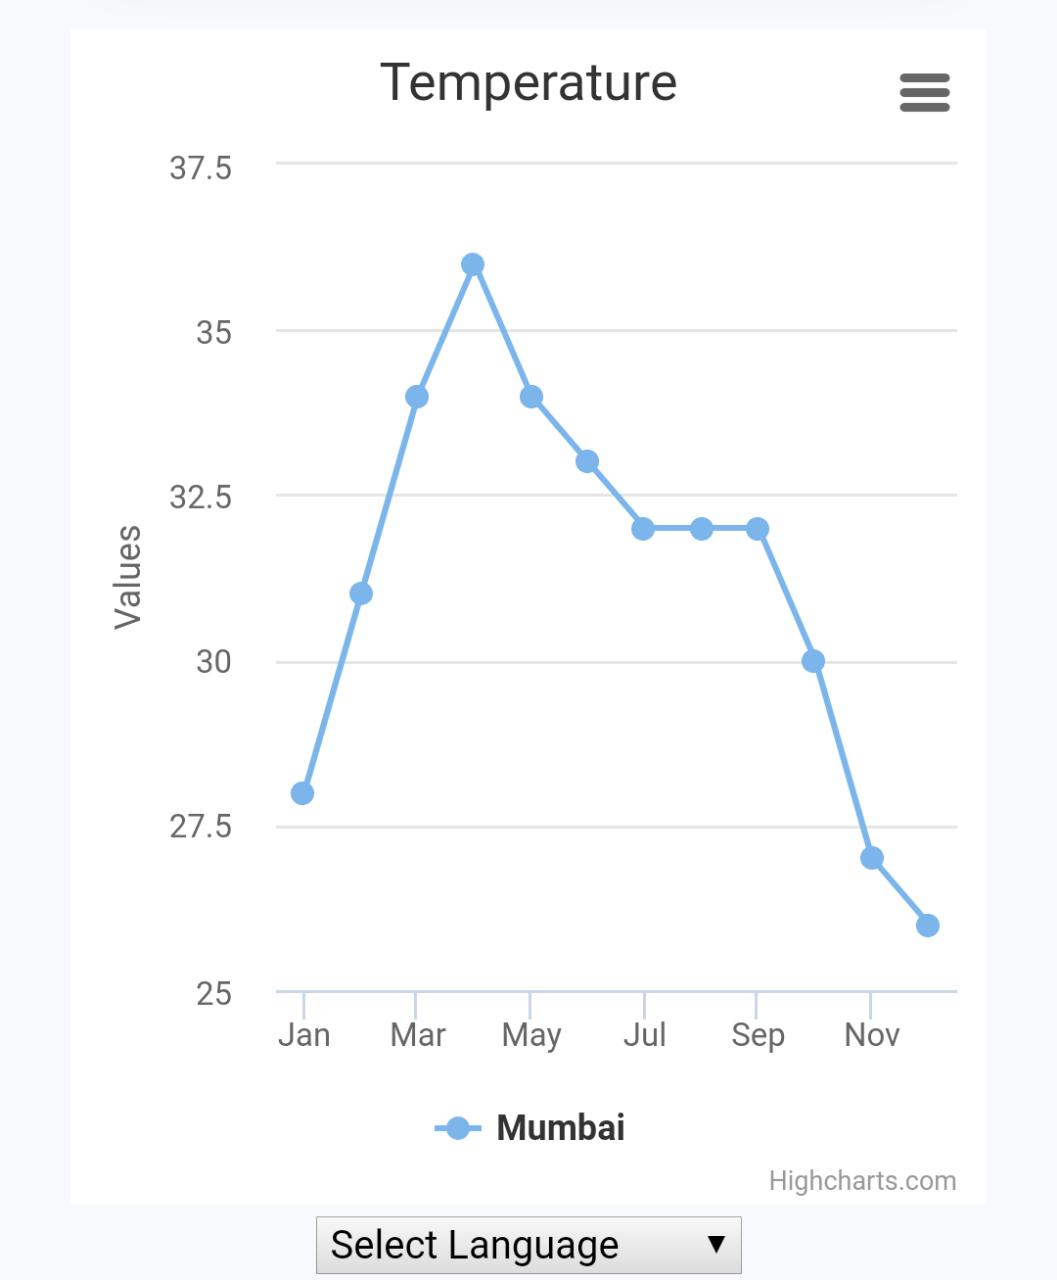 Temperature
37.5
35
32.5
30
27.5
25
Values
Jan Mar May Jul Sep Nov
Mumbai
Highcharts.com
Select Language ▼